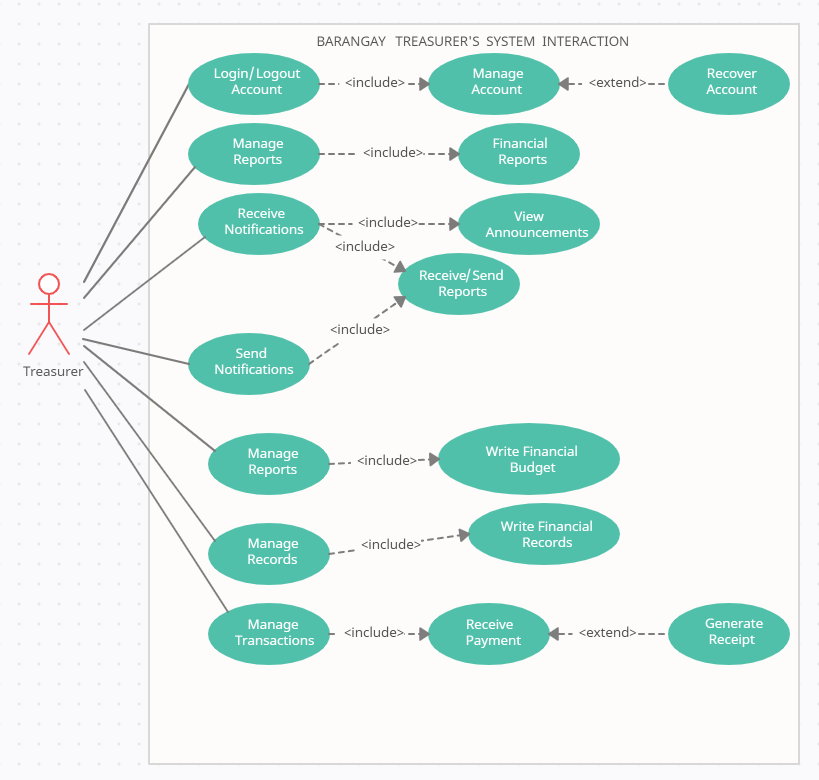 BARANGAY TREASURER'S SYSTEM INTERACTION
Login/Logout
Account
<include>
Manage
Account
<extend>
Recover
Account
Manage
Reports
<include>
Financial
Reports
Receive
Notifications
<include>
View
Announcements
<include>
Receive/Send
Reports
<include>
Send
Notifications
Treasurer
Manage
Reports
<include>
Write Financial
Budget
Manage
Records
<include>
Write Financial
Records
Manage
Transactions
<include>
Receive
Payment
<extend>
Generate
Receipt